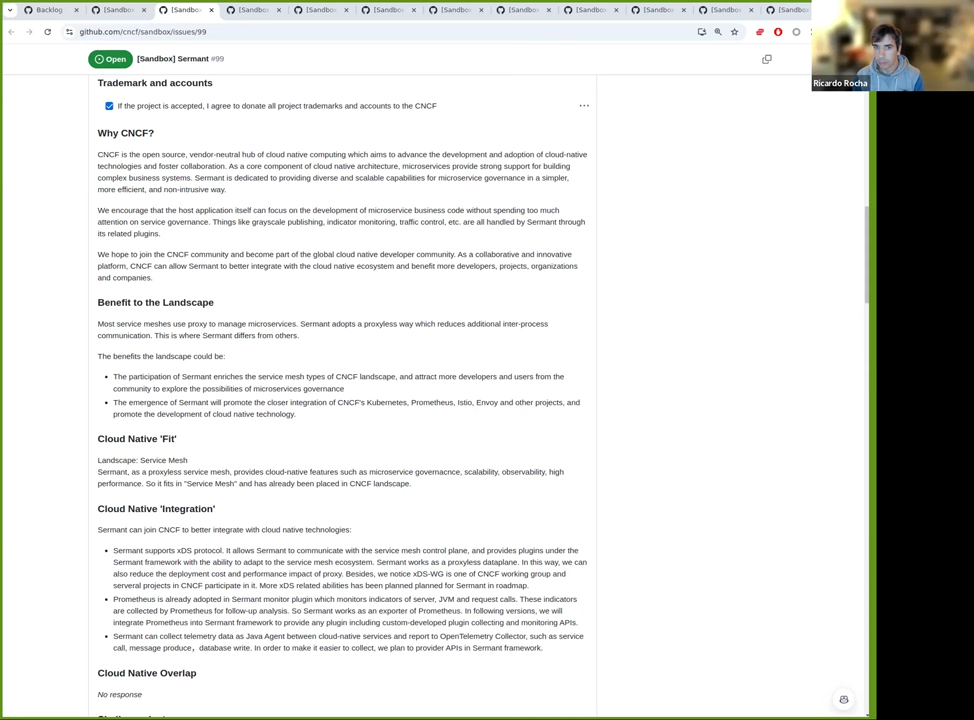 Backlog
[Sandbo
[Sandbo
[Sandbo
[Sandbo
[Sandbo
[Sandbo
[Sandbo
[Sandbo
[Sandbo
[Sandbo
[Sandbo
github.com/cncf/sandbox/issues/99
Open
[Sandbox] Sermant #99
Ricardo Rocha
Trademark and accounts
If the project is accepted, I agree to donate all project trademarks and accounts to the CNCF
Why CNCF?
CNCF is the open source, vendor-neutral hub of cloud native computing which aims to advance the development and adoption of cloud-native
technologies and foster collaboration. As a core component of cloud native architecture, microservices provide strong support for building
complex business systems. Sermant is dedicated to providing diverse and scalable capabilities for microservice governance in a simpler,
more efficient, and non-intrusive way.
We encourage that the host application itself can focus on the development of microservice business code without spending too much
attention on service governance. Things like grayscale publishing, indicator monitoring, traffic control, etc. are all handled by Sermant through
its related plugins.
We hope to join the CNCF community and become part of the global cloud native developer community. As a collaborative and innovative
platform, CNCF can allow Sermant to better integrate with the cloud native ecosystem and benefit more developers, projects, organizations
and companies.
Benefit to the Landscape
Most service meshes use proxy to manage microservices. Sermant adopts a proxyless way which reduces additional inter-process
communication. This is where Sermant differs from others.
The benefits the landscape could be:
• The participation of Sermant enriches the service mesh types of CNCF landscape, and attract more developers and users from the
community to explore the possibilities of microservices governance
• The emergence of Sermant will promote the closer integration of CNCF's Kubernetes, Prometheus, Istio, Envoy and other projects, and
promote the development of cloud native technology.
Cloud Native 'Fit'
Landscape: Service Mesh
Sermant, as a proxyless service mesh, provides cloud-native features such as microservice governacnce, scalability, observability, high
performance. So it fits in "Service Mesh" and has already been placed in CNCF landscape.
Cloud Native 'Integration'
Sermant can join CNCF to better integrate with cloud native technologies:
• Sermant supports xDS protocol. It allows Sermant to communicate with the service mesh control plane, and provides plugins under the
Sermant framework with the ability to adapt to the service mesh ecosystem. Sermant works as a proxyless dataplane. In this way, we can
also reduce the deployment cost and performance impact of proxy. Besides, we notice xDS-WG is one of CNCF working group and
serveral projects in CNCF participate in it. More xDS related abilities has been planned planned for Sermant in roadmap.
• Prometheus is already adopted in Sermant monitor plugin which monitors indicators of server, JVM and request calls. These indicators
are collected by Prometheus for follow-up analysis. So Sermant works as an exporter of Prometheus. In following versions, we will
integrate Prometheus into Sermant framework to provide any plugin including custom-developed plugin collecting and monitoring APIs.
• Sermant can collect telemetry data as Java Agent between cloud-native services and report to OpenTelemetry Collector, such as service
call, message produce，database write. In order to make it easier to collect, we plan to provider APIs in Sermant framework.
Cloud Native Overlap
No response